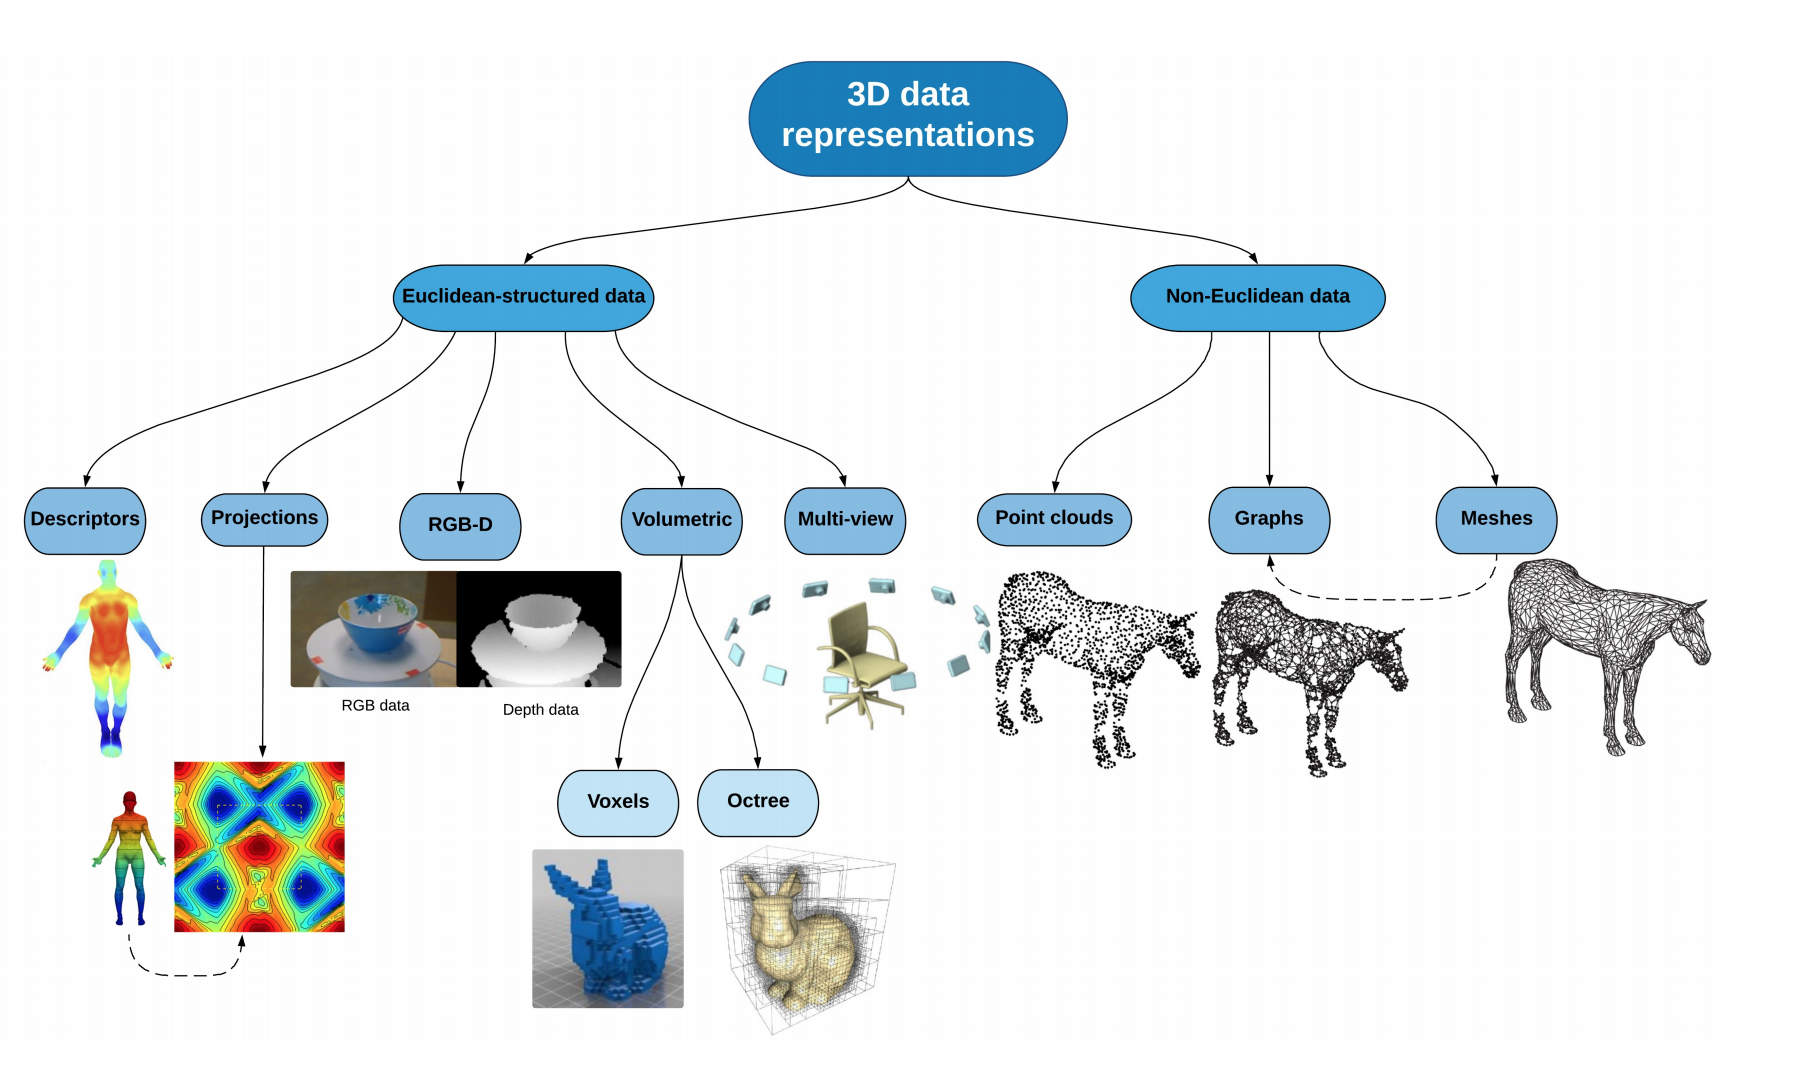 3D data
representations
Euclidean-structured data
Non-Euclidean data
Descriptors
Projections
RGB-D
Volumetric
Multi-view
Point clouds
Graphs
Meshes
RGB data
Depth data
Voxels
Octree